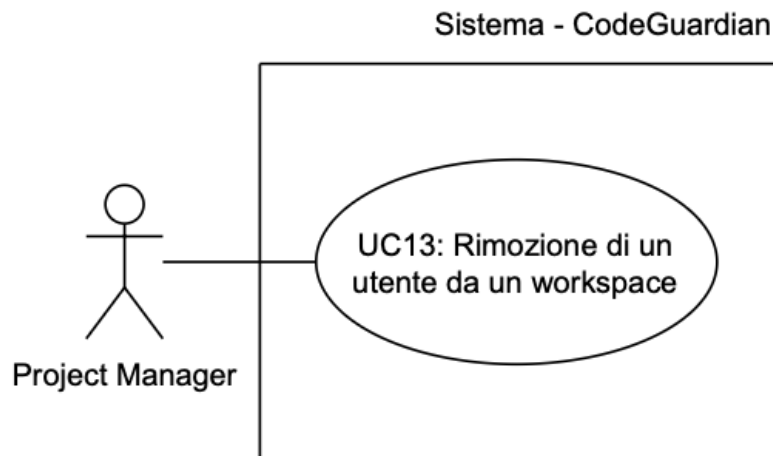 Sistema - CodeGuardian
UC13: Rimozione di un
utente da un workspace
Project Manager